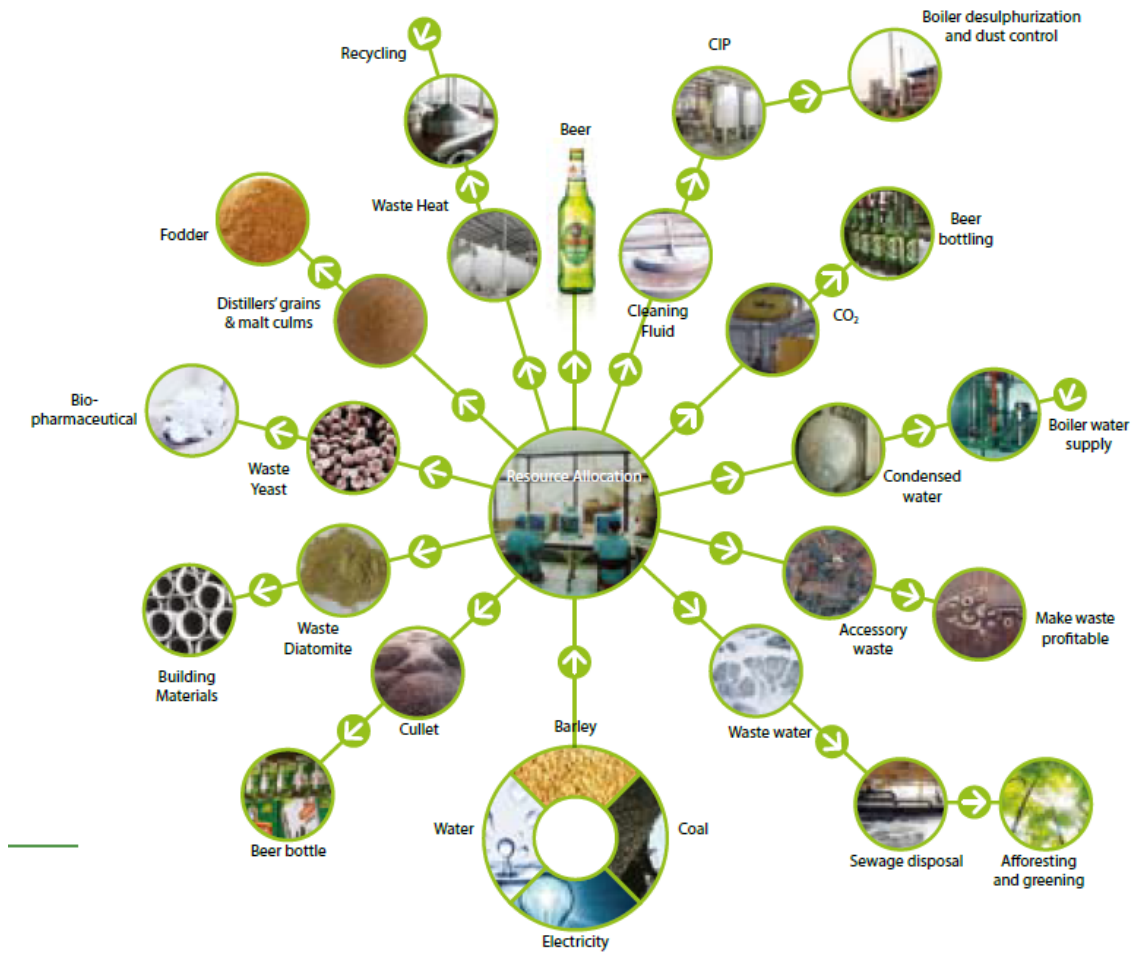 Boiler desulphurization
and dust control
CIP
Recycling
Beer
Waste Heat
Beer
bottling
Fodder
Distillers' grains
& malt culms
Cleaning
Fluid
CO₂
Bio-
pharmaceutical
Boiler water
supply
Waste
Yeast
Resource Allocation
Condensed
water
Waste
Diatomite
Accessory
waste
Make waste
profitable
Building
Materials
Cullet
Barley
Waste water
Water
Coal
Beer bottle
Sewage disposal
Afforesting
and greening
Electricity